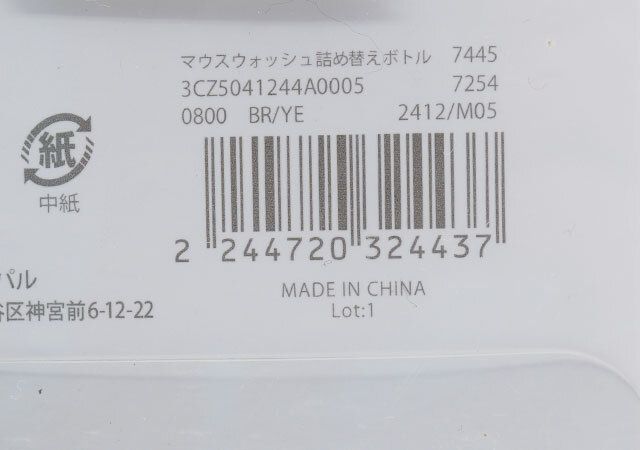 マウスウォッシュ詰め替えボトル 7445
3CZ5041244A0005 7254
0800 BR/YE 2412/M05
紙
中紙
2 244720 324437
パル
谷区神宮前6-12-22
MADE IN CHINA
Lot:1